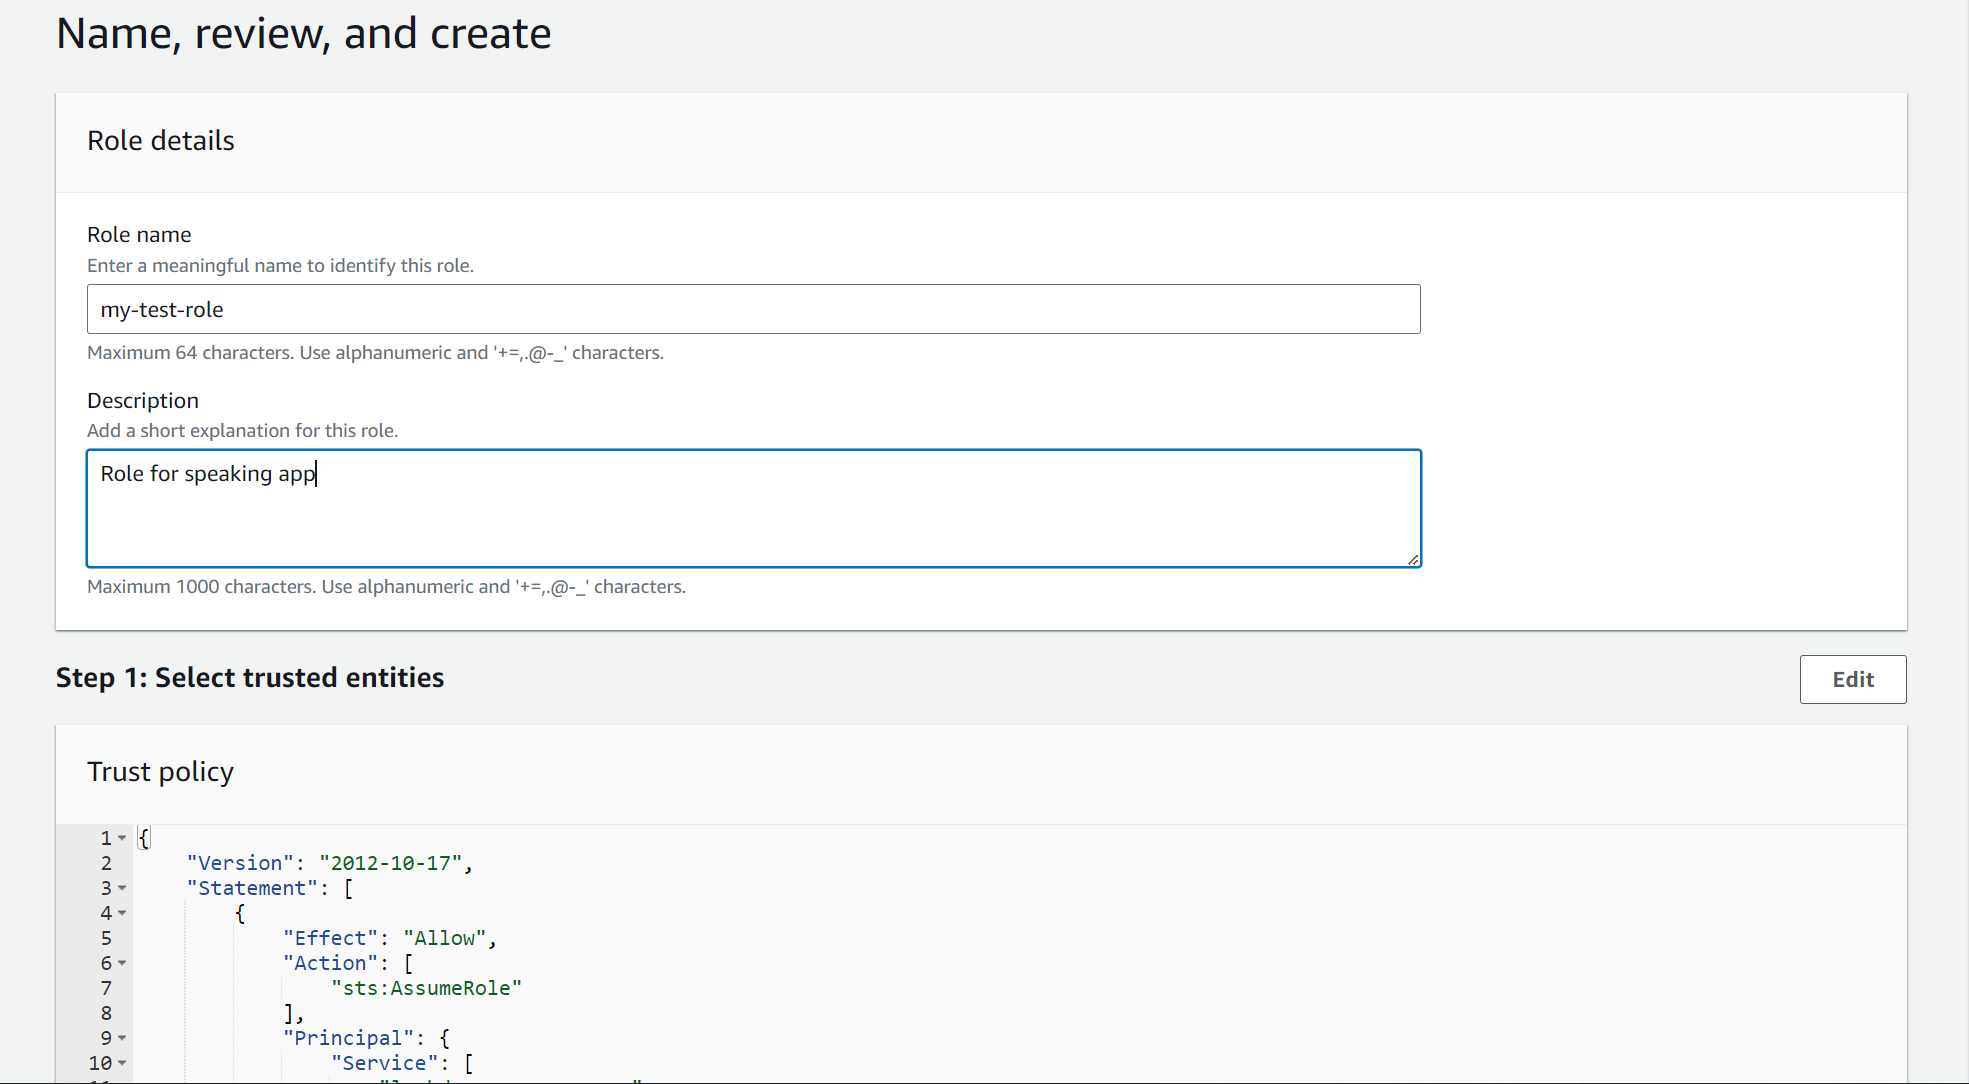 Name, review, and create
Role details
Role name
Enter a meaningful name to identify this role.
my-test-role
Maximum 64 characters. Use alphanumeric and '+=,.@-_' characters.
Description
Add a short explanation for this role.
Role for speaking app
Maximum 1000 characters. Use alphanumeric and '+=,.@-_' characters.
Step 1: Select trusted entities
Edit
Trust policy
1 {
2 "Version": "2012-10-17",
3 "Statement": [
4 {
5 "Effect": "Allow",
6 "Action": [
7 "sts:AssumeRole"
8 ],
9 "Principal": {
10 "Service": [